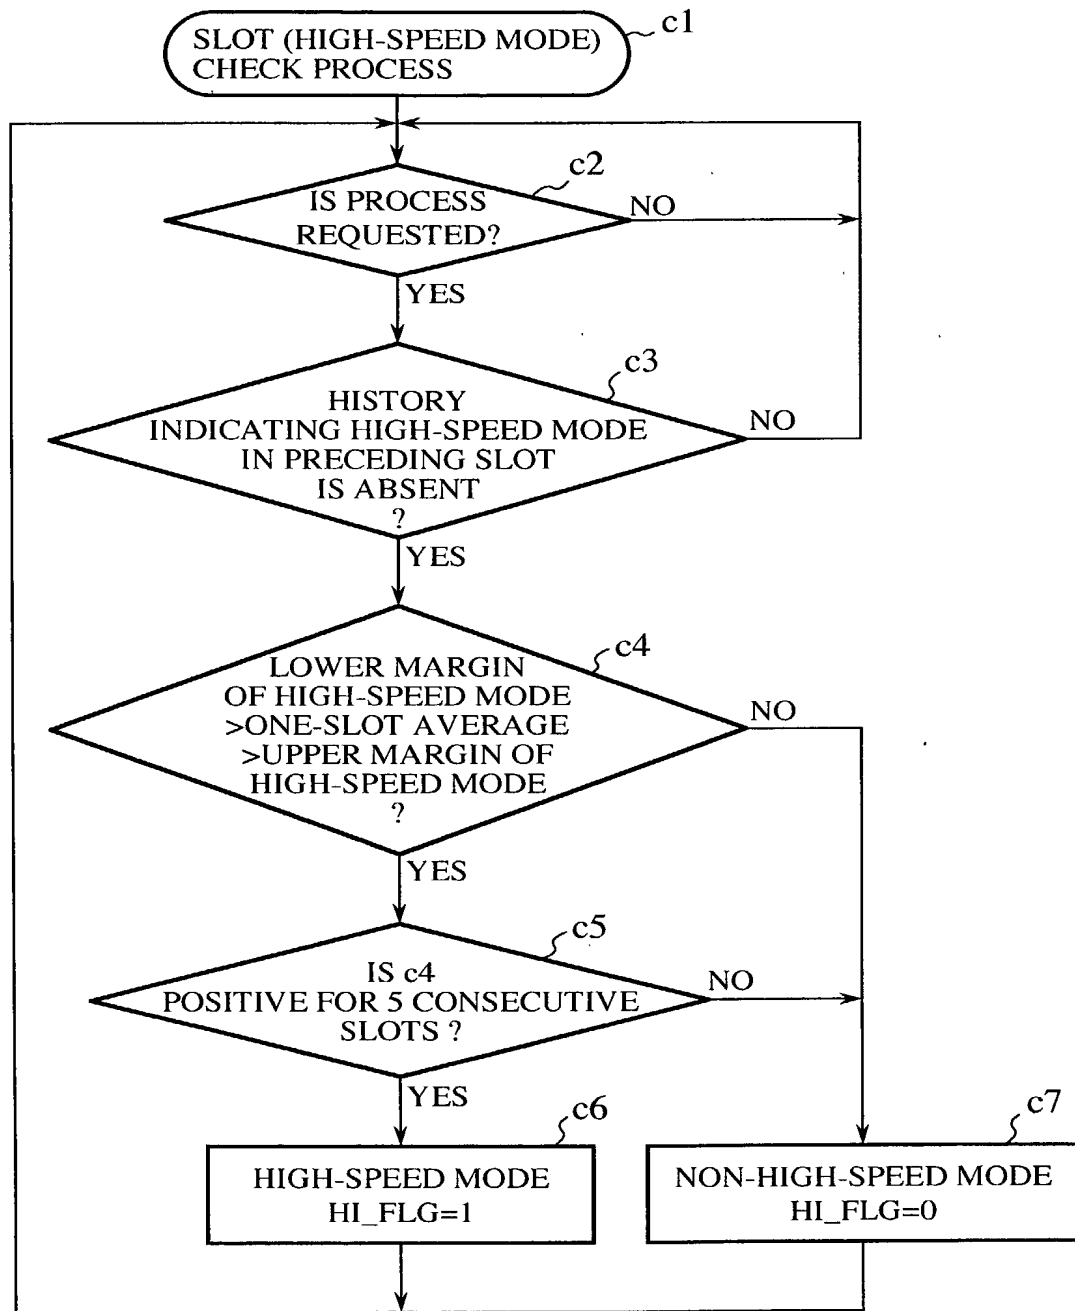 SLOT (HIGH-SPEED MODE)
CHECK PROCESS
c1
c2
IS PROCESS
REQUESTED?
NO
YES
c3
HISTORY
INDICATING HIGH-SPEED MODE
IN PRECEDING SLOT
IS ABSENT
?
NO
YES
c4
LOWER MARGIN
OF HIGH-SPEED MODE
>ONE-SLOT AVERAGE
>UPPER MARGIN OF
HIGH-SPEED MODE
?
NO
YES
c5
IS c4
POSITIVE FOR 5 CONSECUTIVE
SLOTS ?
NO
YES
c6
HIGH-SPEED MODE
HI_FLG=1
c7
NON-HIGH-SPEED MODE
HI_FLG=0